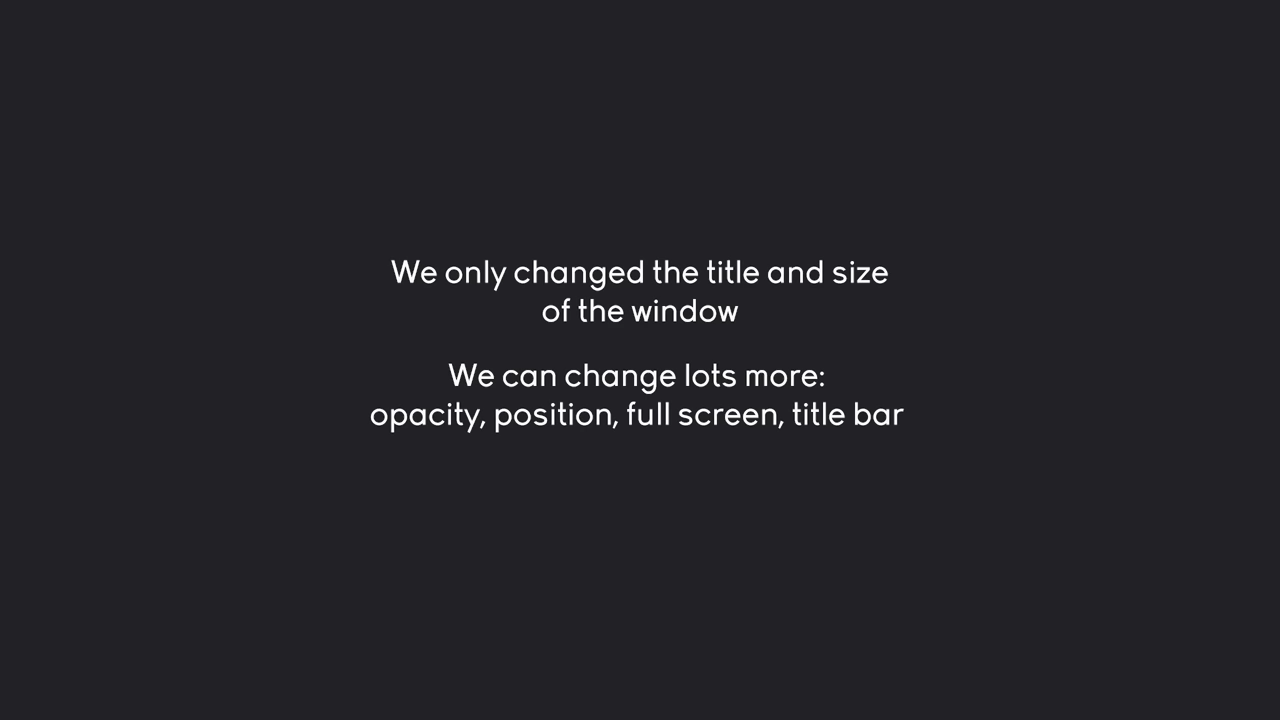 We only changed the title and size
of the window
We can change lots more:
opacity, position, full screen, title bar